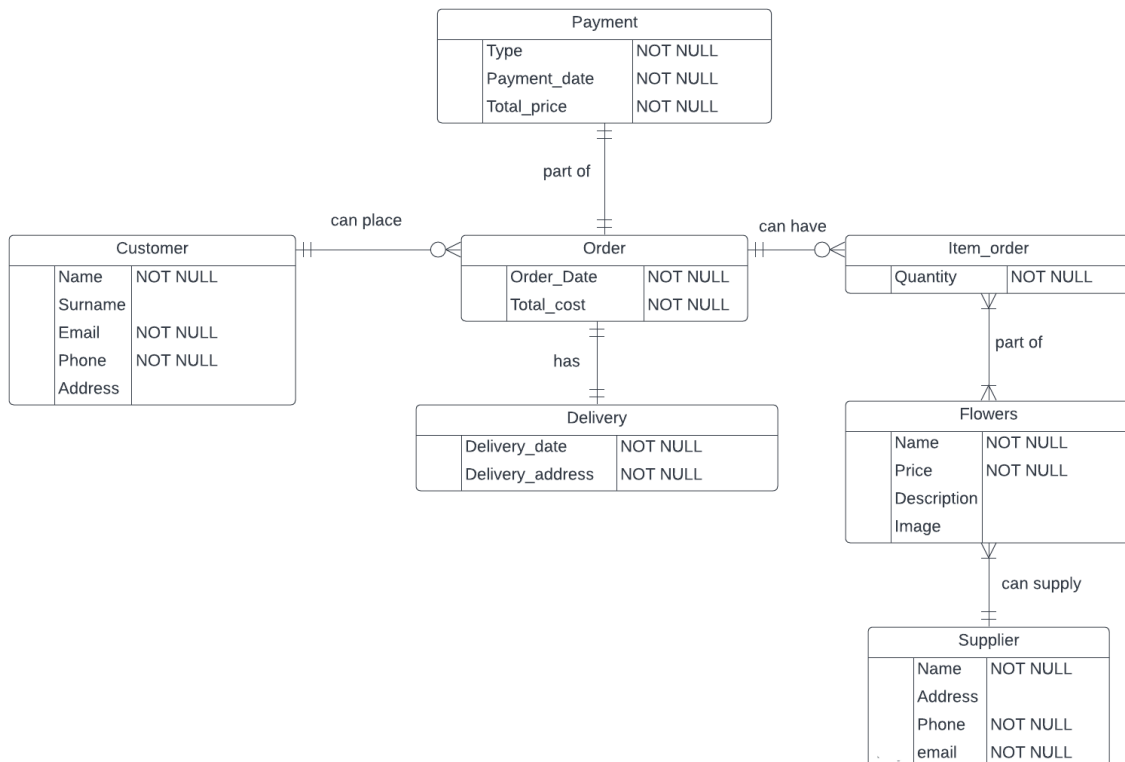 Payment
Type NOT NULL
Payment_date NOT NULL
Total_price NOT NULL
part of
can place
can have
Customer
Name NOT NULL
Surname
Email NOT NULL
Phone NOT NULL
Address
Order
Order_Date NOT NULL
Total_cost NOT NULL
Item_order
Quantity NOT NULL
has
part of
Delivery
Delivery_date NOT NULL
Delivery_address NOT NULL
Flowers
Name NOT NULL
Price NOT NULL
Description
Image
can supply
Supplier
Name NOT NULL
Address
Phone NOT NULL
email NOT NULL